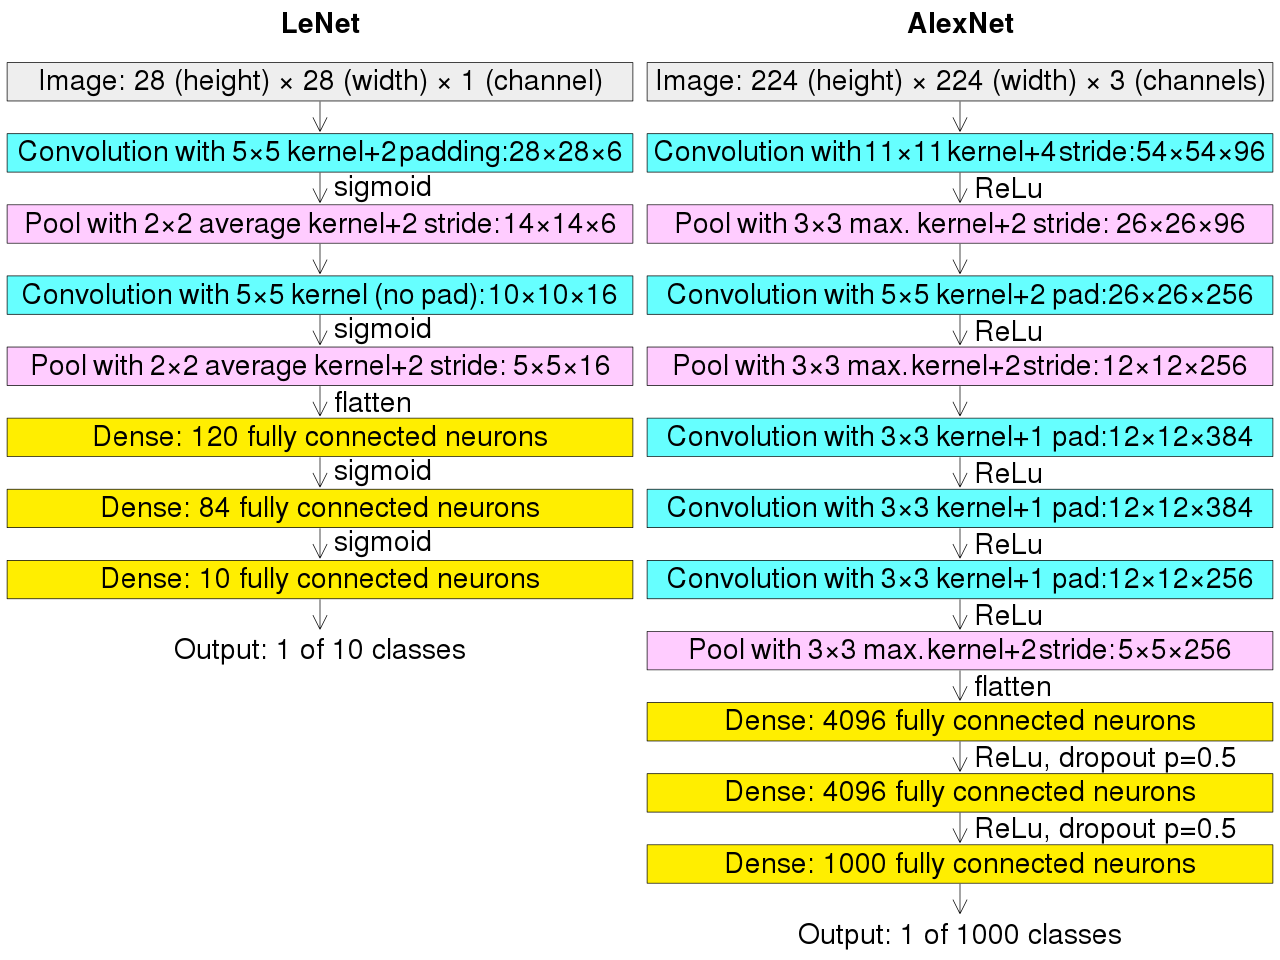 LeNet
Image: 28 (height) × 28 (width) × 1 (channel)
Convolution with 5×5 kernel+2padding:28×28×6
sigmoid
Pool with 2×2 average kernel+2 stride:14×14×6
Convolution with 5×5 kernel (no pad):10×10×16
sigmoid
Pool with 2×2 average kernel+2 stride: 5×5×16
flatten
Dense: 120 fully connected neurons
sigmoid
Dense: 84 fully connected neurons
sigmoid
Dense: 10 fully connected neurons
Output: 1 of 10 classes
AlexNet
Image: 224 (height) × 224 (width) × 3 (channels)
Convolution with 11×11 kernel+4 stride:54×54×96
ReLu
Pool with 3×3 max. kernel+2 stride: 26×26×96
Convolution with 5×5 kernel+2 pad:26×26×256
ReLu
Pool with 3×3 max. kernel+2 stride:12×12×256
Convolution with 3×3 kernel+1 pad:12×12×384
ReLu
Convolution with 3×3 kernel+1 pad:12×12×384
ReLu
Convolution with 3×3 kernel+1 pad:12×12×256
ReLu
Pool with 3×3 max. kernel+2 stride:5×5×256
flatten
Dense: 4096 fully connected neurons
ReLu, dropout p=0.5
Dense: 4096 fully connected neurons
ReLu, dropout p=0.5
Dense: 1000 fully connected neurons
Output: 1 of 1000 classes